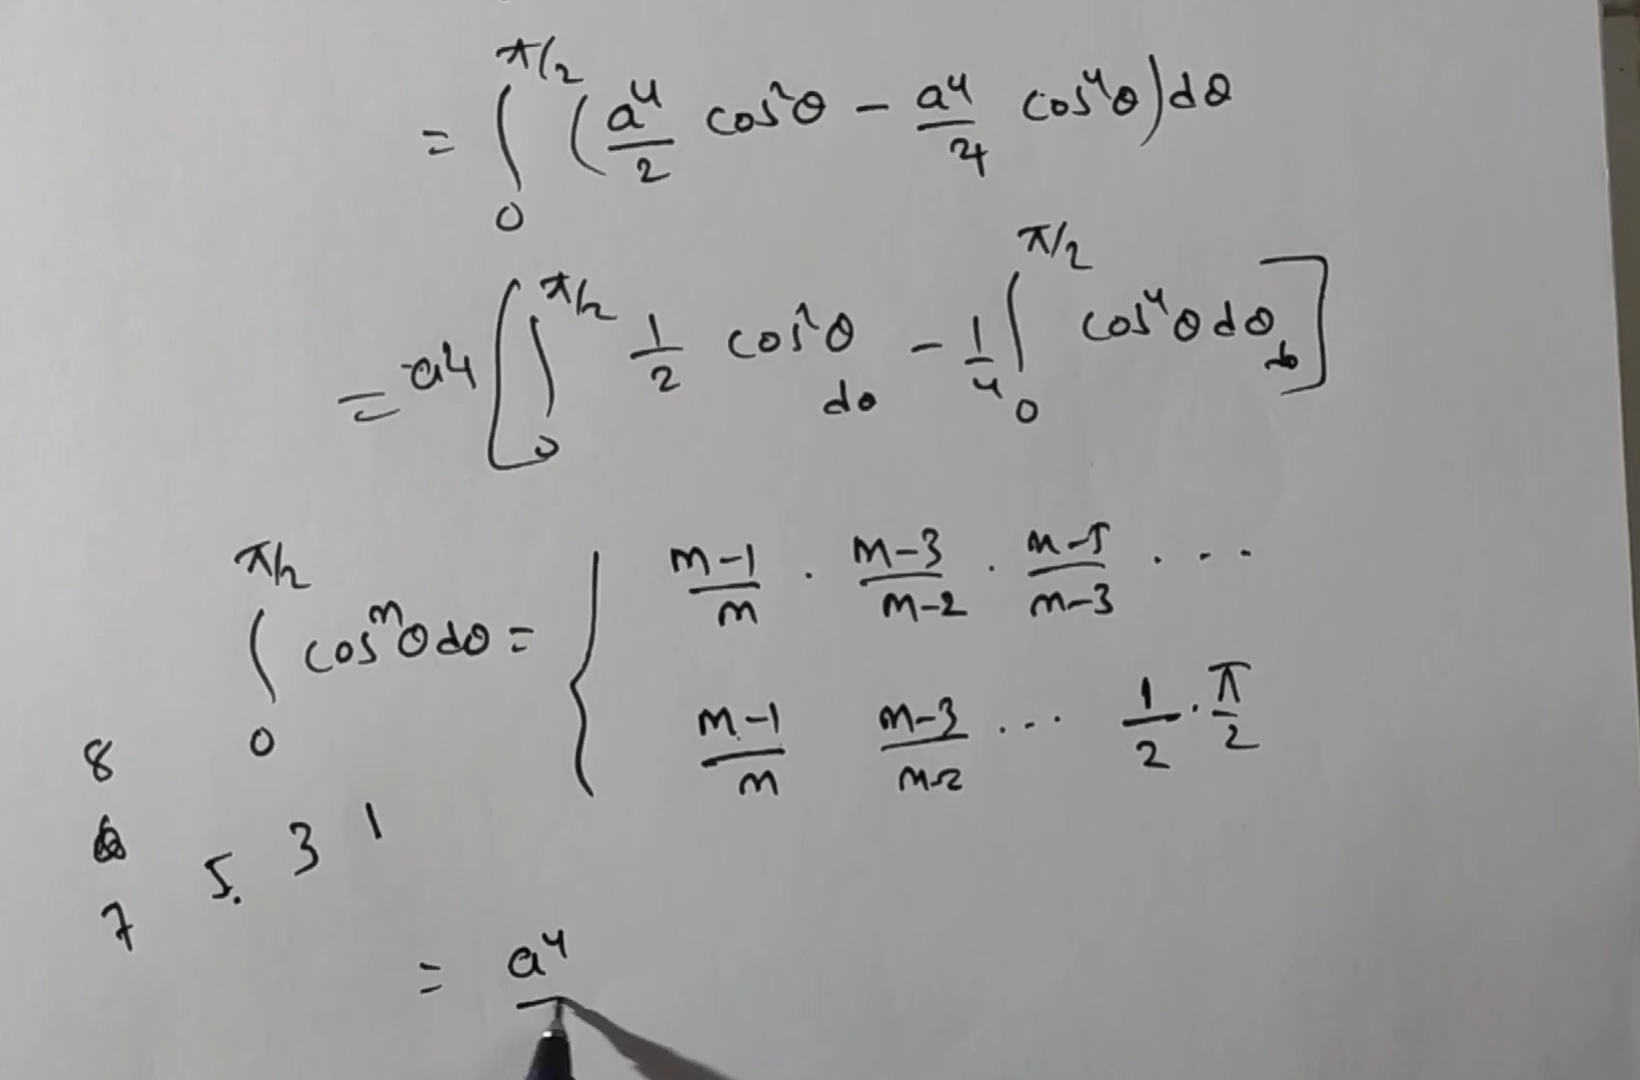 = ∫₀^{π/2} (a⁴/2 cos²θ − a⁴/4 cos⁴θ) dθ
= a⁴ [∫₀^{π/2} 1/2 cos²θ dθ − 1/4 ∫₀^{π/2} cos⁴θ dθ]
∫₀^{π/2} cos^m θ dθ = { m−1/m · m−3/m−2 · m−5/m−3 · ...
m−1/m m−3/m−2 ... 1/2 · π/2
8
7 5. 3 1
= a⁴